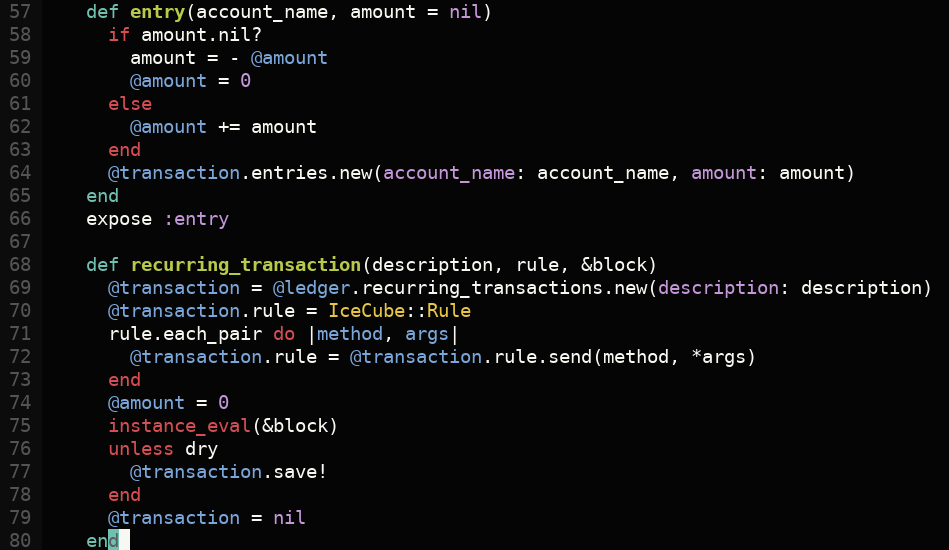 57     def entry(account_name, amount = nil)
58       if amount.nil?
59         amount = - @amount
60         @amount = 0
61       else
62         @amount += amount
63       end
64       @transaction.entries.new(account_name: account_name, amount: amount)
65     end
66     expose :entry
67
68     def recurring_transaction(description, rule, &block)
69       @transaction = @ledger.recurring_transactions.new(description: description)
70       @transaction.rule = IceCube::Rule
71       rule.each_pair do |method, args|
72         @transaction.rule = @transaction.rule.send(method, *args)
73       end
74       @amount = 0
75       instance_eval(&block)
76       unless dry
77         @transaction.save!
78       end
79       @transaction = nil
80     end